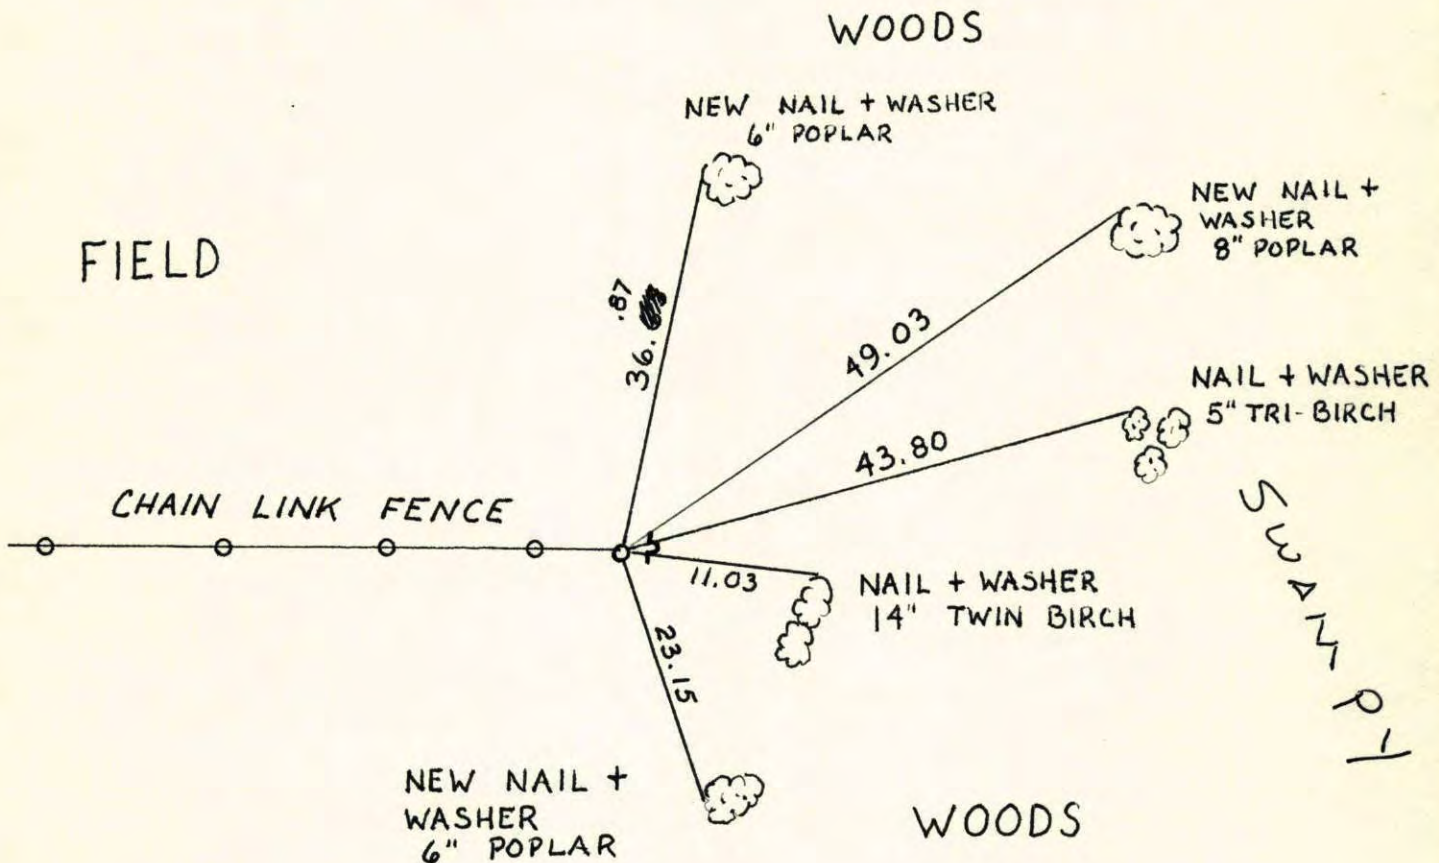 WOODS
NEW NAIL + WASHER
6" POPLAR
NEW NAIL +
WASHER
8" POPLAR
FIELD
.87
36.
49.03
NAIL + WASHER
5" TRI-BIRCH
43.80
CHAIN LINK FENCE
11.03
NAIL + WASHER
14" TWIN BIRCH
23.15
SWAMPY
NEW NAIL +
WASHER
6" POPLAR
WOODS